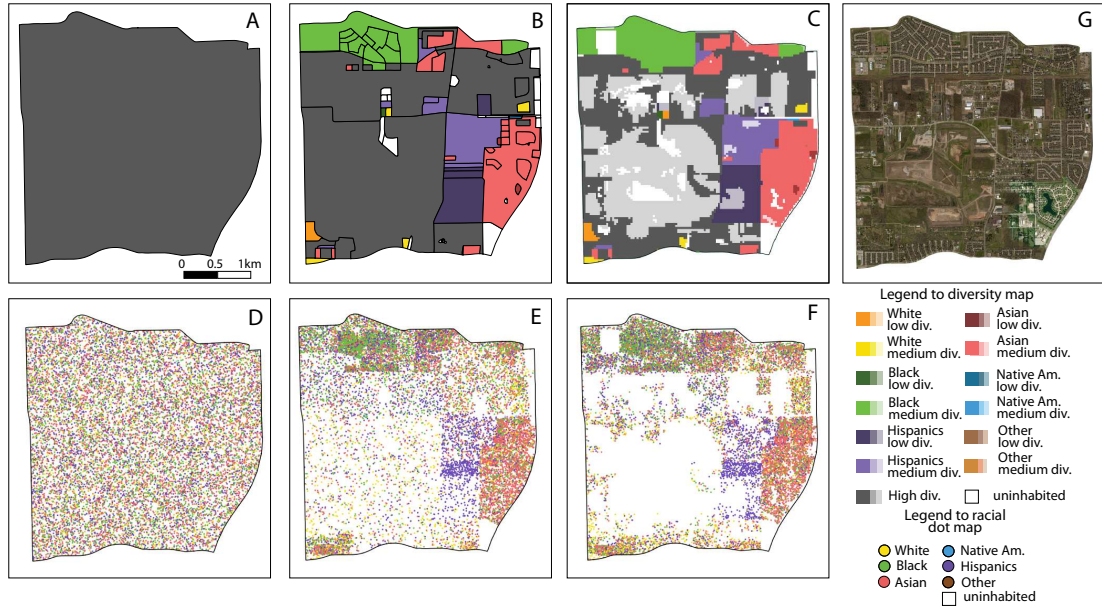 A
B
C
G
0 0.5 1km
D
E
F
Legend to diversity map
White
low div.
Asian
low div.
White
medium div.
Asian
medium div.
Black
low div.
Native Am.
low div.
Black
medium div.
Native Am.
medium div.
Hispanics
low div.
Other
low div.
Hispanics
medium div.
Other
medium div.
High div.
uninhabited
Legend to racial
dot map
White
Native Am.
Black
Hispanics
Asian
Other
uninhabited